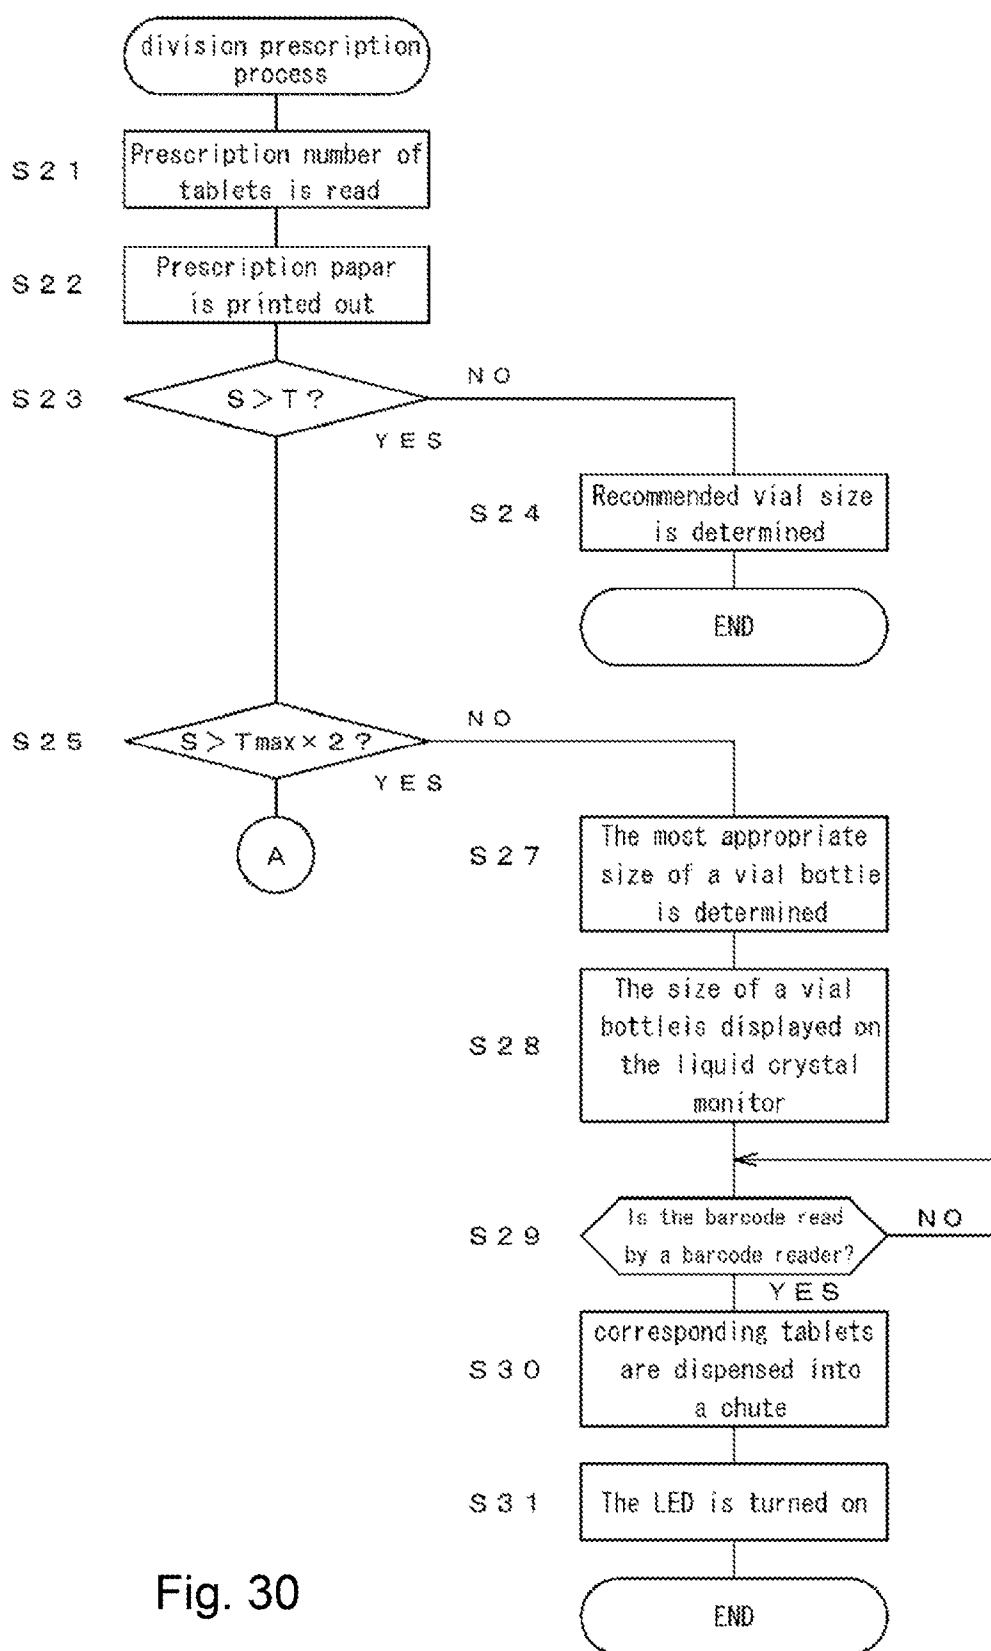 division prescription
process
S21
Prescription number of
tablets is read
S22
Prescription papar
is printed out
S23
S>T?
NO
YES
S24
Recommended vial size
is determined
END
S25
S>Tmax×2?
NO
YES
A
S27
The most appropriate
size of a vial bottle
is determined
S28
The size of a vial
bottleis displayed on
the liquid crystal
monitor
S29
Is the barcode read
by a barcode reader?
NO
YES
S30
corresponding tablets
are dispensed into
a chute
S31
The LED is turned on
END
Fig. 30